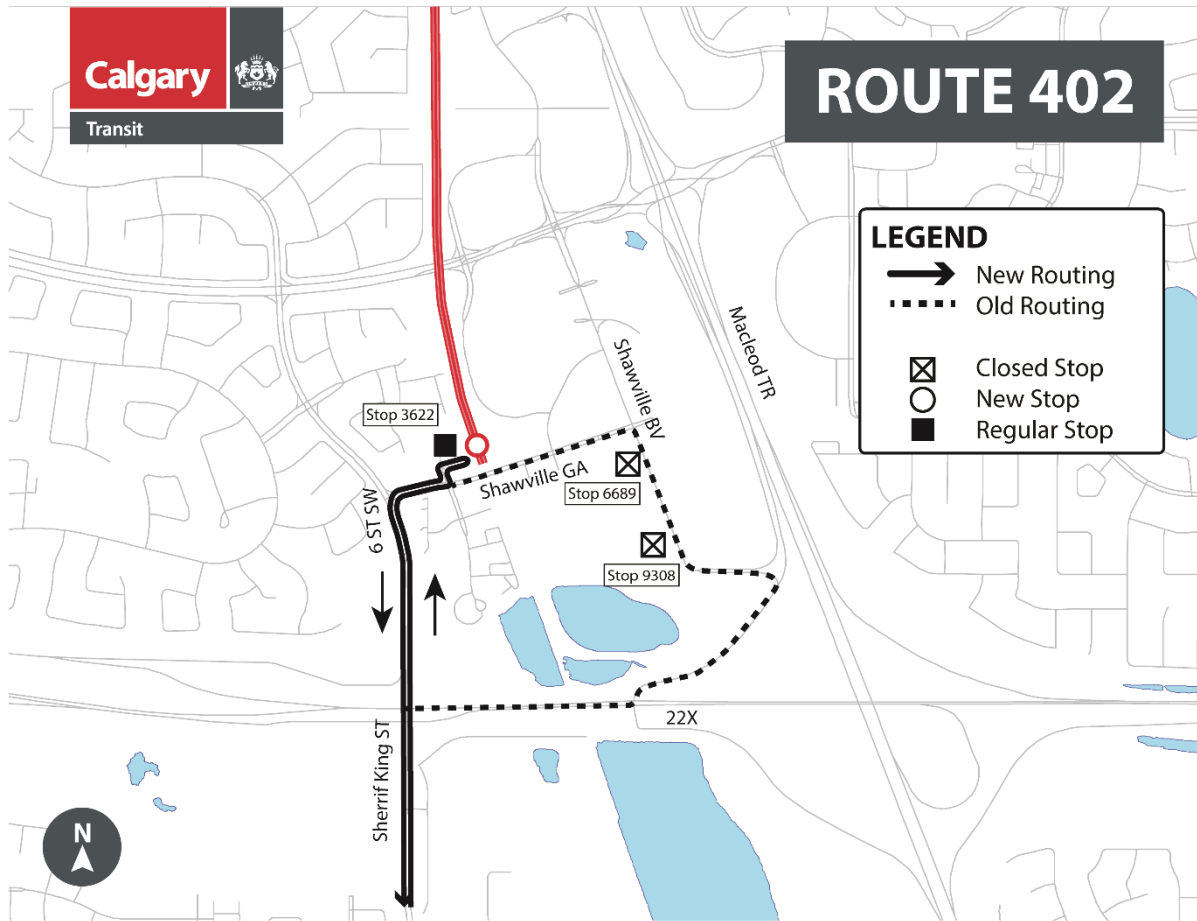 Calgary
Transit
ROUTE 402
LEGEND
New Routing
Old Routing
Closed Stop
New Stop
Regular Stop
Macleod TR
Shawville BV
Stop 3622
Shawville GA
Stop 6689
9 ST SW
Stop 9308
22X
Sherrif King ST
N